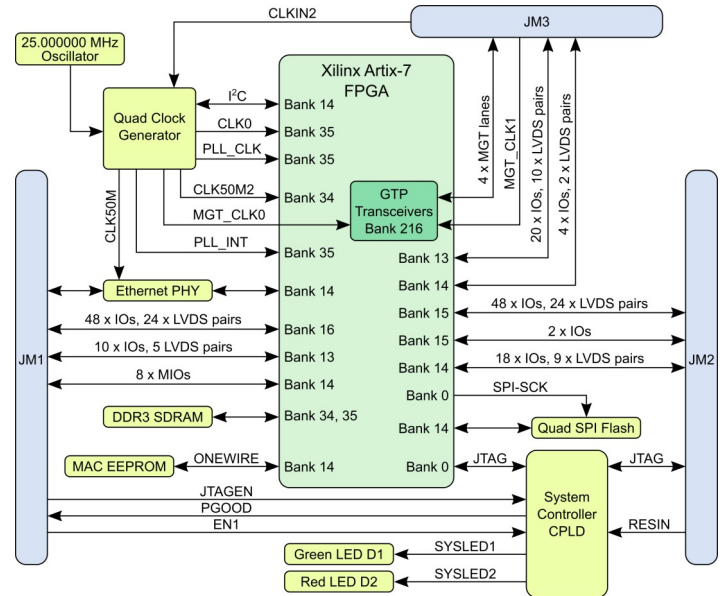 CLKIN2
JM3
25.000000 MHz
Oscillator
Xilinx Artix-7
FPGA
Quad Clock
Generator
I²C
Bank 14
CLK0
Bank 35
PLL_CLK
Bank 35
CLK50M2
Bank 34
MGT_CLK0
CLK50M
PLL_INT
Bank 35
GTP
Transceivers
Bank 216
4 x MGT lanes
MGT_CLK1
20 x IOs, 10 x LVDS pairs
4 x IOs, 2 x LVDS pairs
Bank 13
Bank 14
Ethernet PHY
Bank 14
Bank 15
48 x IOs, 24 x LVDS pairs
48 x IOs, 24 x LVDS pairs
Bank 16
Bank 15
2 x IOs
10 x IOs, 5 LVDS pairs
Bank 13
Bank 14
18 x IOs, 9 x LVDS pairs
JM1
JM2
8 x MIOs
Bank 14
Bank 0
SPI-SCK
DDR3 SDRAM
Bank 34, 35
Bank 14
Quad SPI Flash
MAC EEPROM
ONEWIRE
Bank 14
Bank 0
JTAG
JTAG
JTAGEN
PGOOD
EN1
System
Controller
CPLD
RESIN
Green LED D1
SYSLED1
Red LED D2
SYSLED2